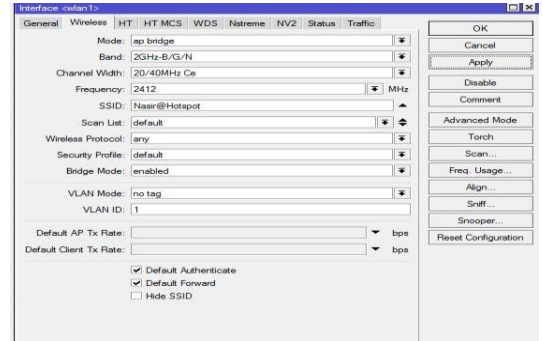 Interface <wlan1>
General Wireless HT HT MCS WDS Nstreme NV2 Status Traffic
Mode: ap bridge
Band: 2GHz-B/G/N
Channel Width: 20/40MHz Ce
Frequency: 2412 MHz
SSID: Nasir@Hotspot
Scan List: default
Wireless Protocol: any
Security Profile: default
Bridge Mode: enabled
VLAN Mode: no tag
VLAN ID: 1
Default AP Tx Rate: bps
Default Client Tx Rate: bps
Default Authenticate
Default Forward
Hide SSID
OK
Cancel
Apply
Disable
Comment
Advanced Mode
Torch
Scan...
Freq. Usage...
Align...
Sniff...
Snooper...
Reset Configuration